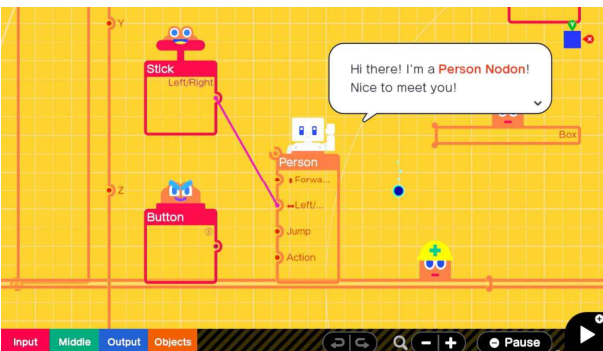 Y
Stick
Left/Right
Hi there! I'm a Person Nodon!
Nice to meet you!
Box
Person
Forwa...
Z
Left/...
Button
Jump
Action
Input
Middle
Output
Objects
Pause